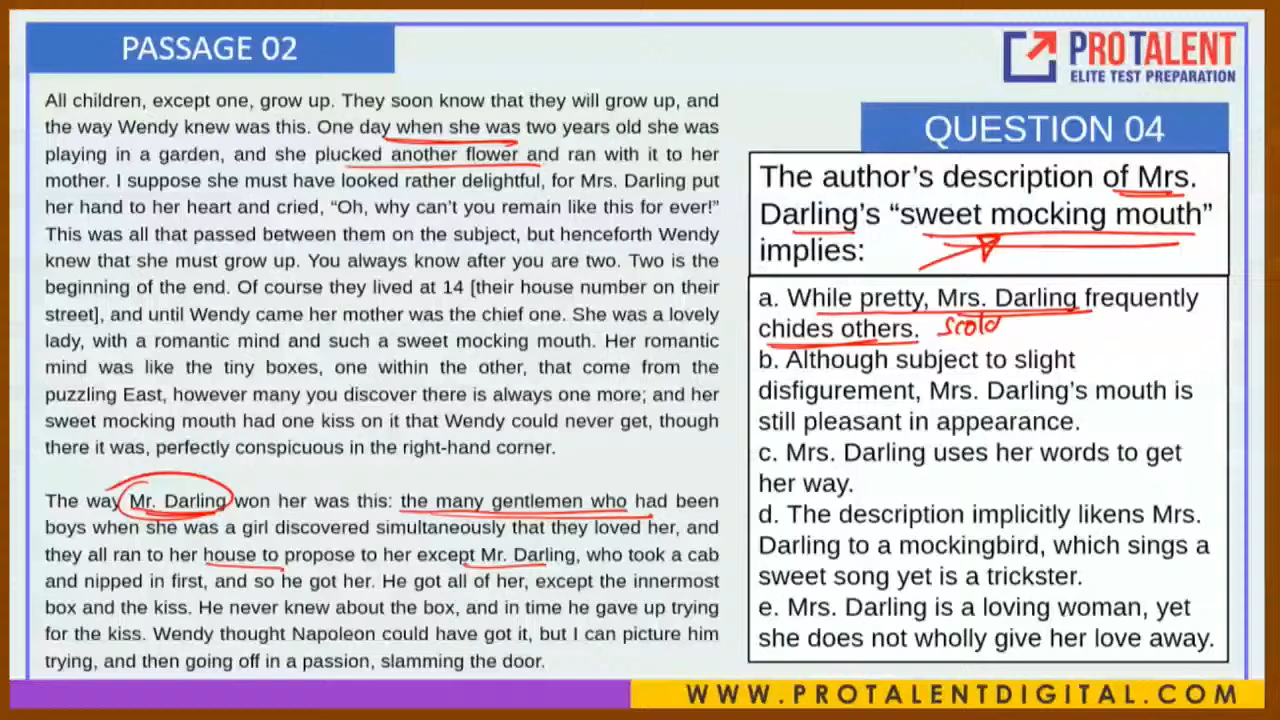 PASSAGE 02
PROTALENT
ELITE TEST PREPARATION
All children, except one, grow up. They soon know that they will grow up, and
the way Wendy knew was this. One day when she was two years old she was
playing in a garden, and she plucked another flower and ran with it to her
mother. I suppose she must have looked rather delightful, for Mrs. Darling put
her hand to her heart and cried, “Oh, why can’t you remain like this for ever!”
This was all that passed between them on the subject, but henceforth Wendy
knew that she must grow up. You always know after you are two. Two is the
beginning of the end. Of course they lived at 14 [their house number on their
street], and until Wendy came her mother was the chief one. She was a lovely
lady, with a romantic mind and such a sweet mocking mouth. Her romantic
mind was like the tiny boxes, one within the other, that come from the
puzzling East, however many you discover there is always one more; and her
sweet mocking mouth had one kiss on it that Wendy could never get, though
there it was, perfectly conspicuous in the right-hand corner.
The way Mr. Darling won her was this: the many gentlemen who had been
boys when she was a girl discovered simultaneously that they loved her, and
they all ran to her house to propose to her except Mr. Darling, who took a cab
and nipped in first, and so he got her. He got all of her, except the innermost
box and the kiss. He never knew about the box, and in time he gave up trying
for the kiss. Wendy thought Napoleon could have got it, but I can picture him
trying, and then going off in a passion, slamming the door.
QUESTION 04
The author’s description of Mrs.
Darling’s “sweet mocking mouth”
implies:
a. While pretty, Mrs. Darling frequently
chides others. scold
b. Although subject to slight
disfigurement, Mrs. Darling’s mouth is
still pleasant in appearance.
c. Mrs. Darling uses her words to get
her way.
d. The description implicitly likens Mrs.
Darling to a mockingbird, which sings a
sweet song yet is a trickster.
e. Mrs. Darling is a loving woman, yet
she does not wholly give her love away.
WWW.PROTALENTDIGITAL.COM